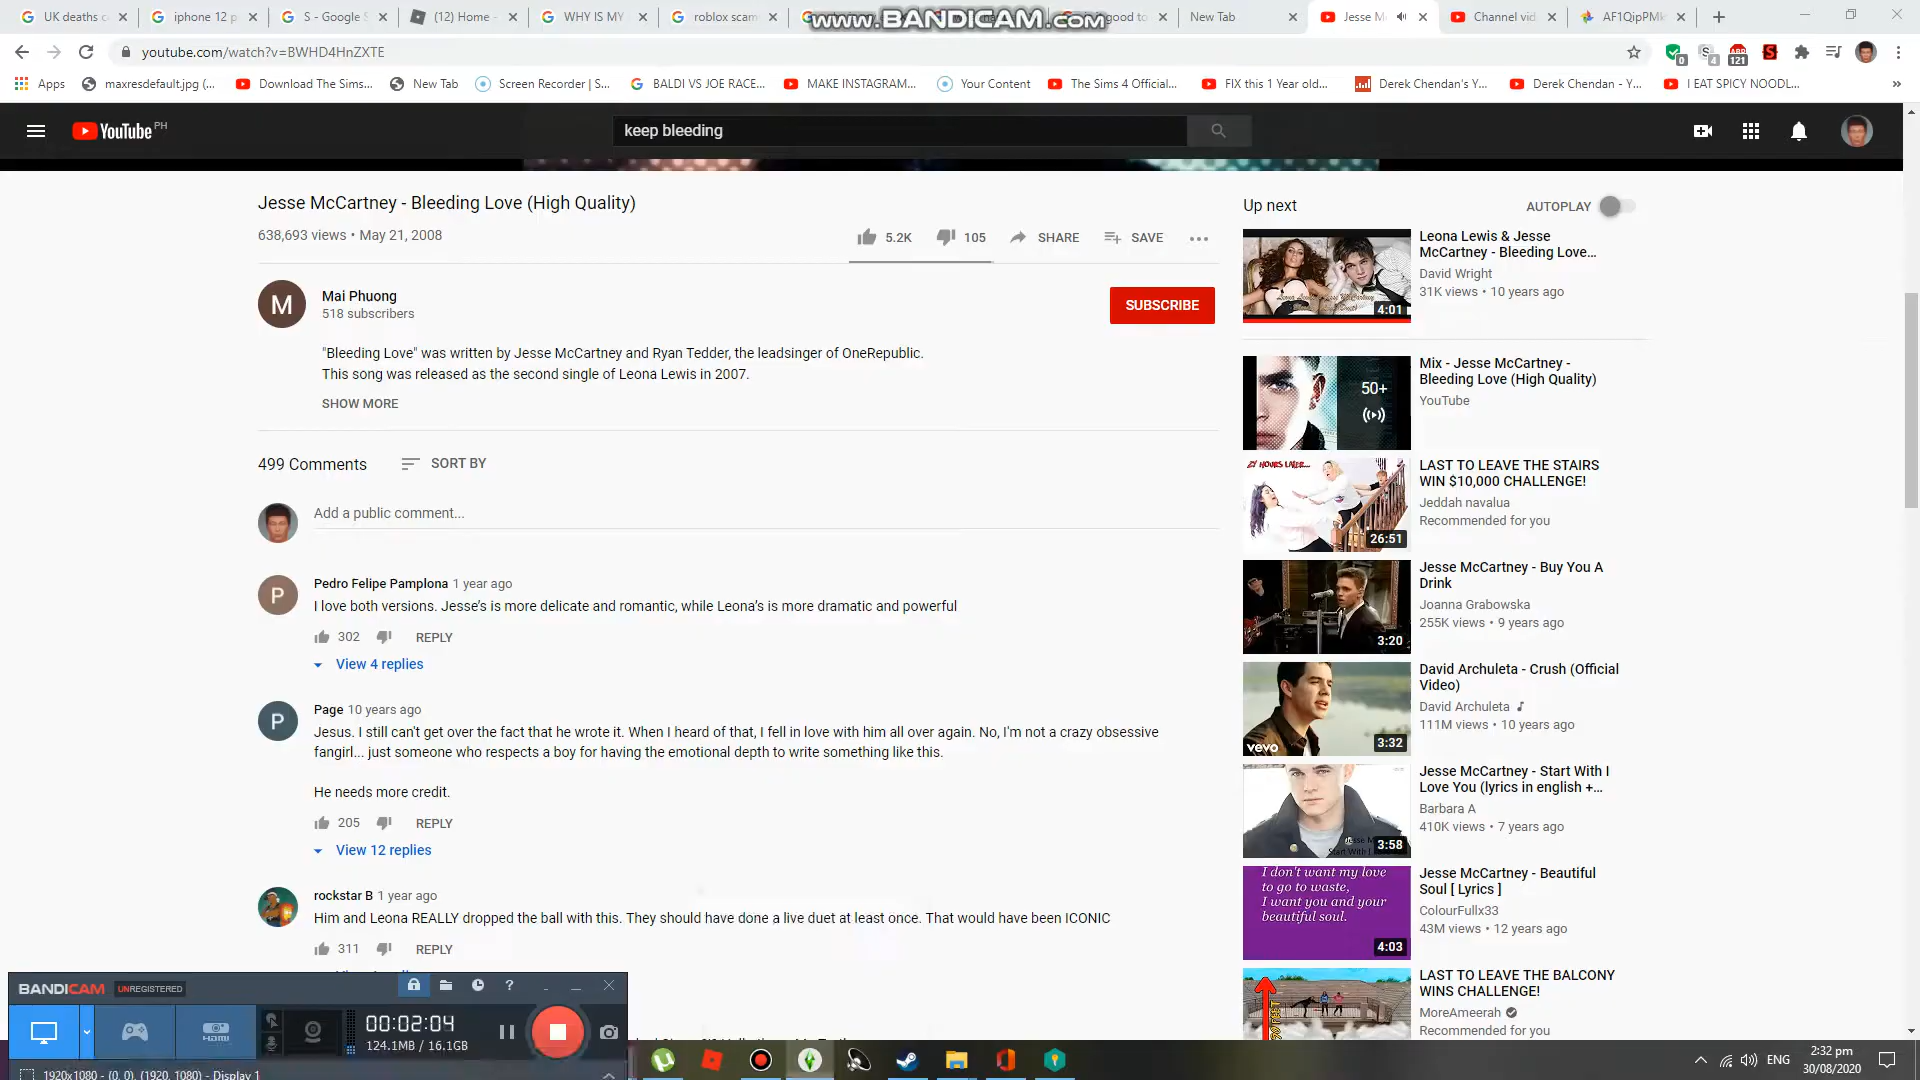 UK deaths c
iphone 12 p
S - Google S
(12) Home -
WHY IS MY
roblox scam
www.BANDICAM.com
good to
New Tab
Jesse M
Channel vid
AF1QipPM
youtube.com/watch?v=BWHD4HnZXTE
0
4
121
Apps
maxresdefault.jpg (...
Download The Sims...
New Tab
Screen Recorder | S...
BALDI VS JOE RACE...
MAKE INSTAGRAM...
Your Content
The Sims 4 Official...
FIX this 1 Year old...
Derek Chendan's Y...
Derek Chendan - Y...
I EAT SPICY NOODL...
YouTube PH
keep bleeding
Jesse McCartney - Bleeding Love (High Quality)
638,693 views • May 21, 2008
5.2K
105
SHARE
SAVE
M
Mai Phuong
518 subscribers
SUBSCRIBE
"Bleeding Love" was written by Jesse McCartney and Ryan Tedder, the leadsinger of OneRepublic.
This song was released as the second single of Leona Lewis in 2007.
SHOW MORE
499 Comments
SORT BY
Add a public comment...
P
Pedro Felipe Pamplona 1 year ago
I love both versions. Jesse's is more delicate and romantic, while Leona's is more dramatic and powerful
302
REPLY
View 4 replies
P
Page 10 years ago
Jesus. I still can't get over the fact that he wrote it. When I heard of that, I fell in love with him all over again. No, I'm not a crazy obsessive
fangirl... just someone who respects a boy for having the emotional depth to write something like this.
He needs more credit.
205
REPLY
View 12 replies
rockstar B 1 year ago
Him and Leona REALLY dropped the ball with this. They should have done a live duet at least once. That would have been ICONIC
311
REPLY
Up next
AUTOPLAY
4:01
Leona Lewis & Jesse
McCartney - Bleeding Love...
David Wright
31K views • 10 years ago
50+
Mix - Jesse McCartney -
Bleeding Love (High Quality)
YouTube
21 HOURS LATER...
26:51
LAST TO LEAVE THE STAIRS
WIN $10,000 CHALLENGE!
Jeddah navalua
Recommended for you
3:20
Jesse McCartney - Buy You A
Drink
Joanna Grabowska
255K views • 9 years ago
vevo
3:32
David Archuleta - Crush (Official
Video)
David Archuleta
111M views • 10 years ago
Start With I Love You
3:58
Jesse McCartney - Start With I
Love You (lyrics in english +...
Barbara A
410K views • 7 years ago
I don't want my love
to go to waste,
I want you and your
beautiful soul.
4:03
Jesse McCartney - Beautiful
Soul [ Lyrics ]
ColourFullx33
43M views • 12 years ago
LAST TO LEAVE THE BALCONY
WINS CHALLENGE!
MoreAmeerah
Recommended for you
BANDICAM UNREGISTERED
?
HDMI
00:02:04
124.1MB / 16.1GB
1920x1080 - (0, 0), (1920, 1080) - Display 1
ENG
2:32 pm
30/08/2020